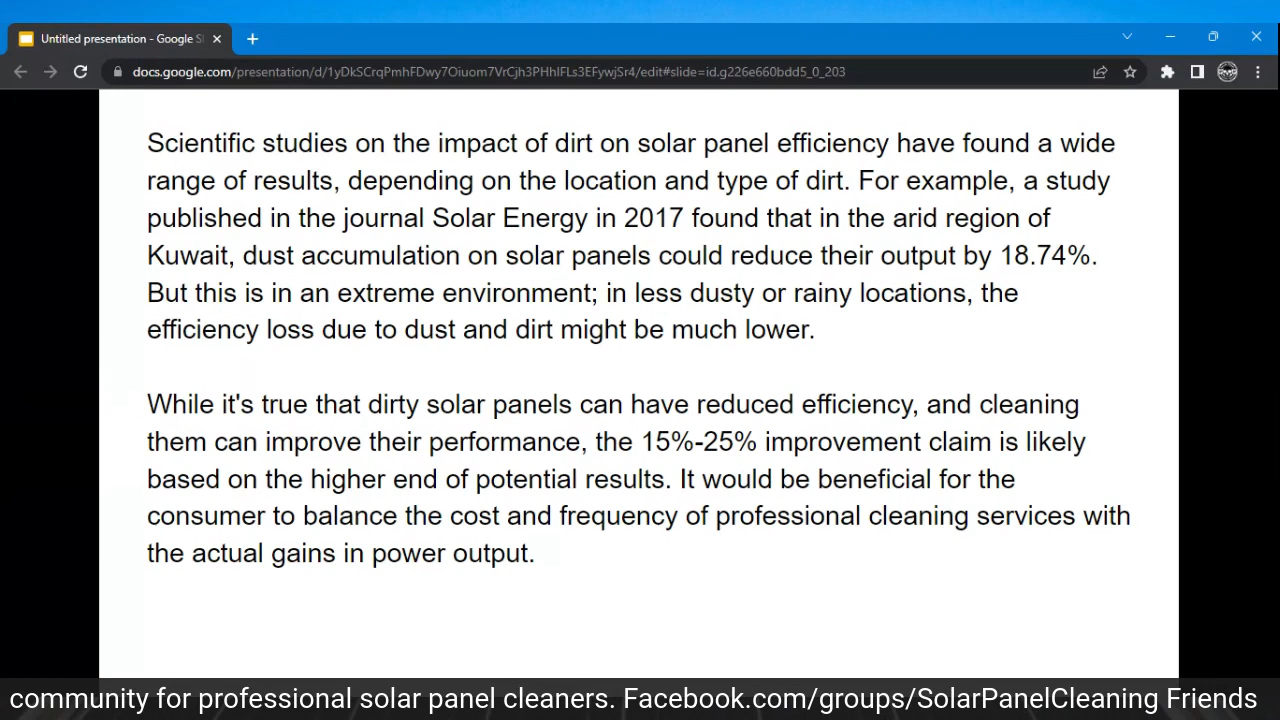 Untitled presentation - Google Sl
docs.google.com/presentation/d/1yDkSCrqPmhFDwy7Oiuom7VrCjh3PHhIFLs3EFywjSr4/edit#slide=id.g226e660bdd5_0_203
Scientific studies on the impact of dirt on solar panel efficiency have found a wide
range of results, depending on the location and type of dirt. For example, a study
published in the journal Solar Energy in 2017 found that in the arid region of
Kuwait, dust accumulation on solar panels could reduce their output by 18.74%.
But this is in an extreme environment; in less dusty or rainy locations, the
efficiency loss due to dust and dirt might be much lower.
While it's true that dirty solar panels can have reduced efficiency, and cleaning
them can improve their performance, the 15%-25% improvement claim is likely
based on the higher end of potential results. It would be beneficial for the
consumer to balance the cost and frequency of professional cleaning services with
the actual gains in power output.
community for professional solar panel cleaners. Facebook.com/groups/SolarPanelCleaning Friends